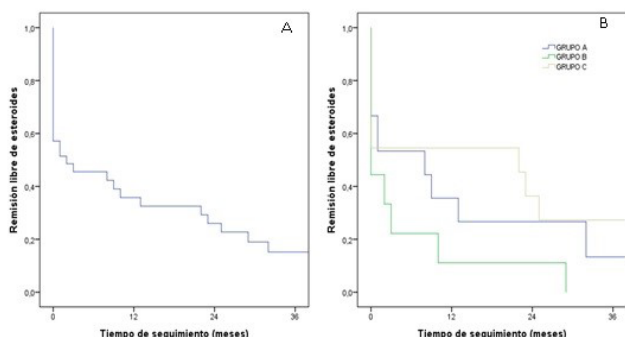 A
Remisión libre de esteroides
1,0
0,8
0,6
0,4
0,2
0,0
0
12
24
36
Tiempo de seguimiento (meses)
B
GRUPO A
GRUPO B
GRUPO C
Remisión libre de esteroides
1,0
0,8
0,6
0,4
0,2
0,0
0
12
24
36
Tiempo de seguimiento (meses)